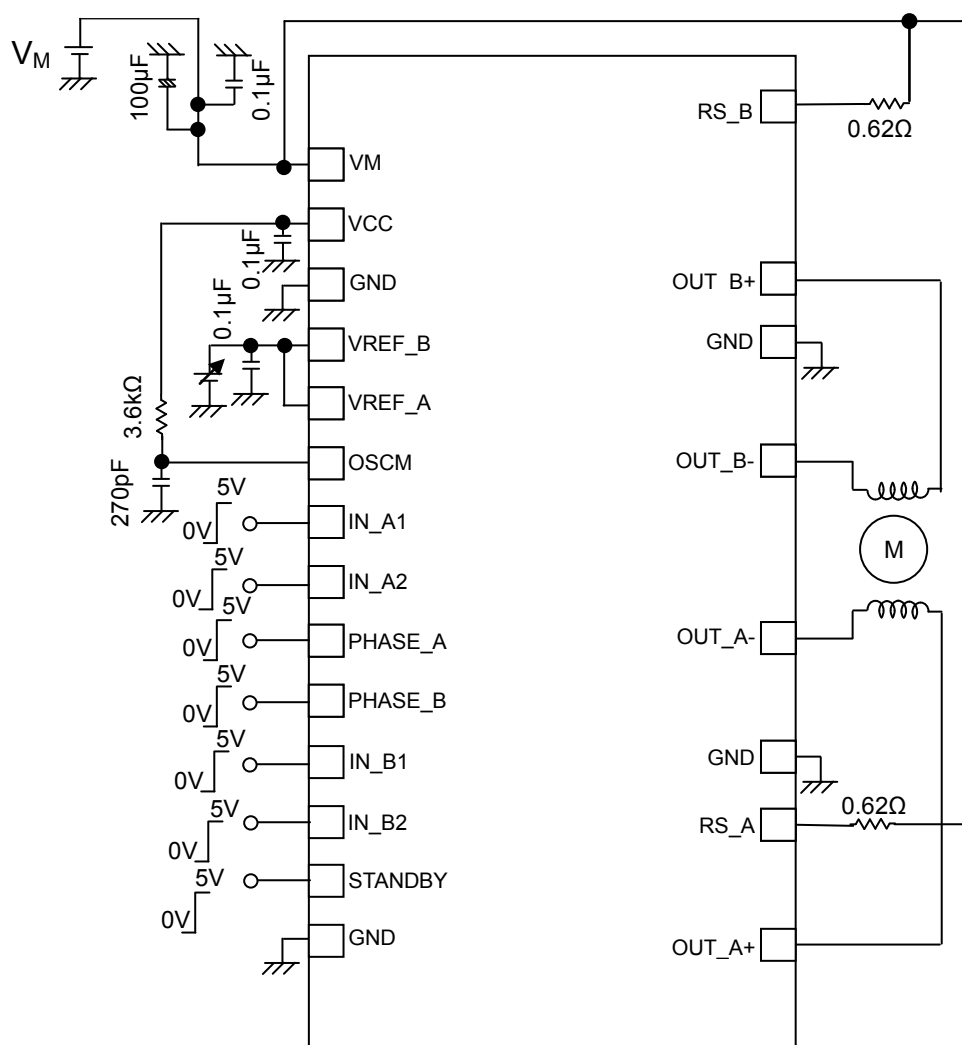 VM
100µF
0.1µF
RS_B
0.62Ω
VM
VCC
0.1µF
GND
OUT B+
0.1µF
GND
VREF_B
3.6kΩ
VREF_A
OSCM
OUT_B-
270pF
5V
0V
IN_A1
M
5V
0V
IN_A2
5V
0V
PHASE_A
OUT_A-
5V
0V
PHASE_B
5V
0V
IN_B1
GND
5V
0V
IN_B2
0.62Ω
RS_A
5V
0V
STANDBY
GND
OUT_A+